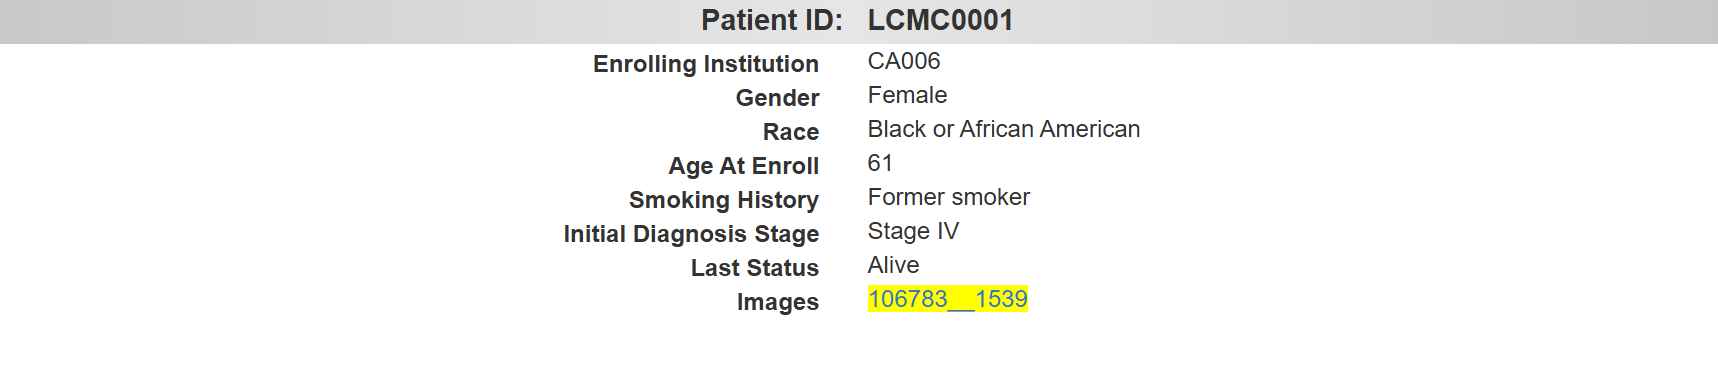 Patient ID: LCMC0001
Enrolling Institution CA006
Gender Female
Race Black or African American
Age At Enroll 61
Smoking History Former smoker
Initial Diagnosis Stage Stage IV
Last Status Alive
Images 106783__1539